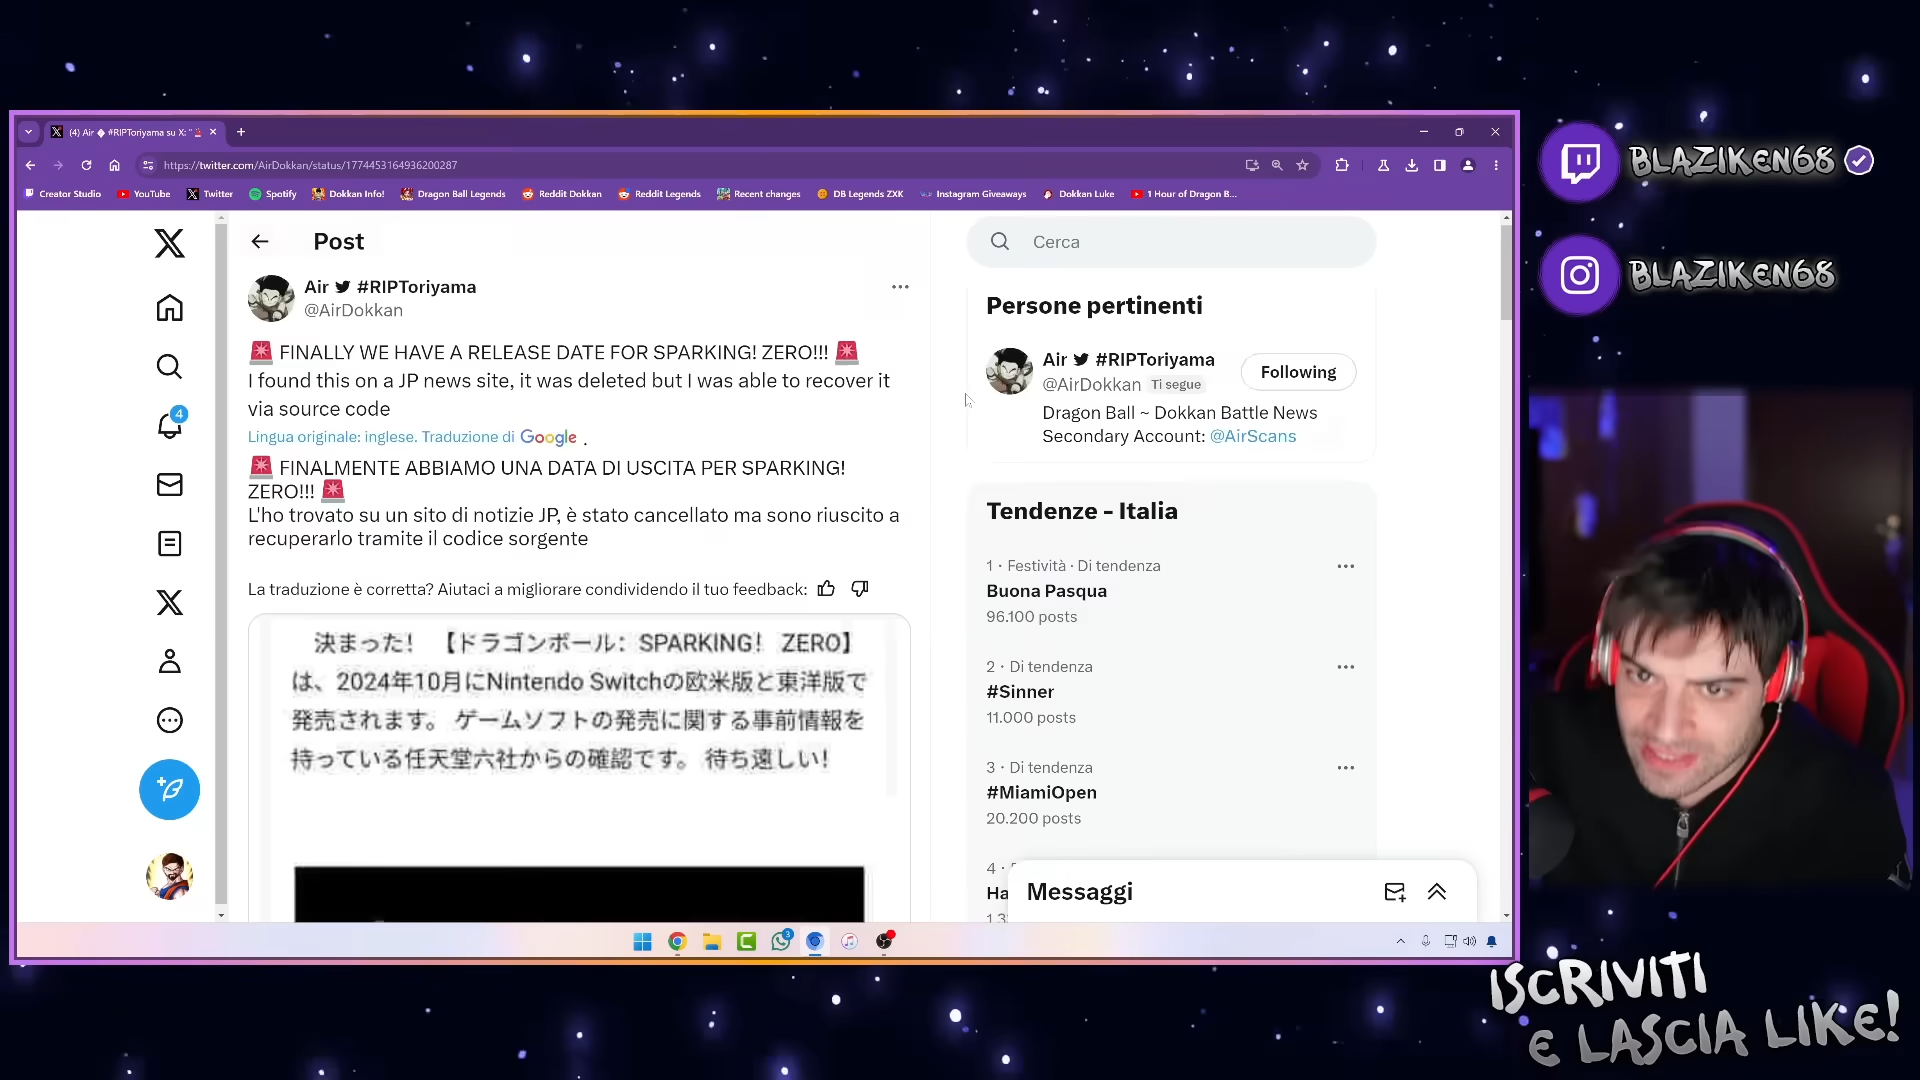 (4) Air ◆ #RIPToriyama su X: "
https://twitter.com/AirDokkan/status/1774453164936200287
Creator Studio YouTube Twitter Spotify Dokkan Info! Dragon Ball Legends Reddit Dokkan Reddit Legends Recent changes DB Legends ZXK Instagram Giveaways Dokkan Luke 1 Hour of Dragon B...
Post
Air #RIPToriyama
@AirDokkan
🚨 FINALLY WE HAVE A RELEASE DATE FOR SPARKING! ZERO!!! 🚨
I found this on a JP news site, it was deleted but I was able to recover it
via source code
Lingua originale: inglese. Traduzione di Google .
🚨 FINALMENTE ABBIAMO UNA DATA DI USCITA PER SPARKING!
ZERO!!! 🚨
L'ho trovato su un sito di notizie JP, è stato cancellato ma sono riuscito a
recuperarlo tramite il codice sorgente
La traduzione è corretta? Aiutaci a migliorare condividendo il tuo feedback:
決まった! 【ドラゴンボール: SPARKING! ZERO】
は、2024年10月にNintendo Switchの欧米版と東洋版で
発売されます。 ゲームソフトの発売に関する事前情報を
持っている任天堂六社からの確認です。 待ち遠しい!
4
Cerca
Persone pertinenti
Air #RIPToriyama
@AirDokkan Ti segue
Following
Dragon Ball ~ Dokkan Battle News
Secondary Account: @AirScans
Tendenze - Italia
1 · Festività · Di tendenza
Buona Pasqua
96.100 posts
2 · Di tendenza
#Sinner
11.000 posts
3 · Di tendenza
#MiamiOpen
20.200 posts
4 ·
Ha
Messaggi
3
BLAZIKEN68
BLAZIKEN68
ISCRIVITI
E LASCIA LIKE!